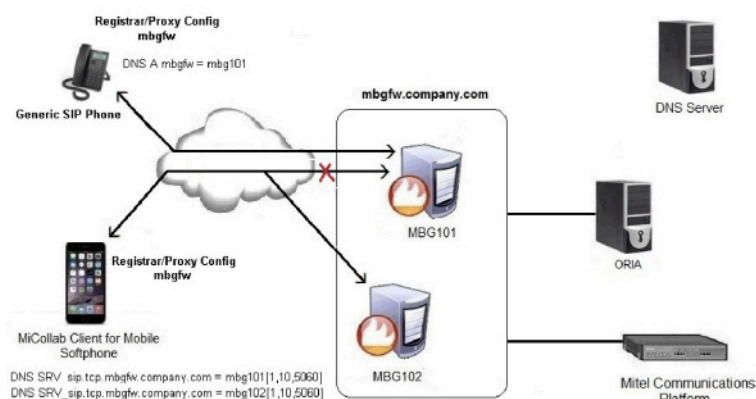 Registrar/Proxy Config
mbgfw
DNS A mbgfw = mbg101
Generic SIP Phone
mbgfw.company.com
DNS Server
MBG101
ORIA
Registrar/Proxy Config
mbgfw
MiCollab Client for Mobile
Softphone
MBG102
DNS SRV_sip.tcp.mbgfw.company.com = mbg101[1,10,5060]
DNS SRV_sip.tcp.mbgfw.company.com = mbg102[1,10,5060]
Mitel Communications
Platform